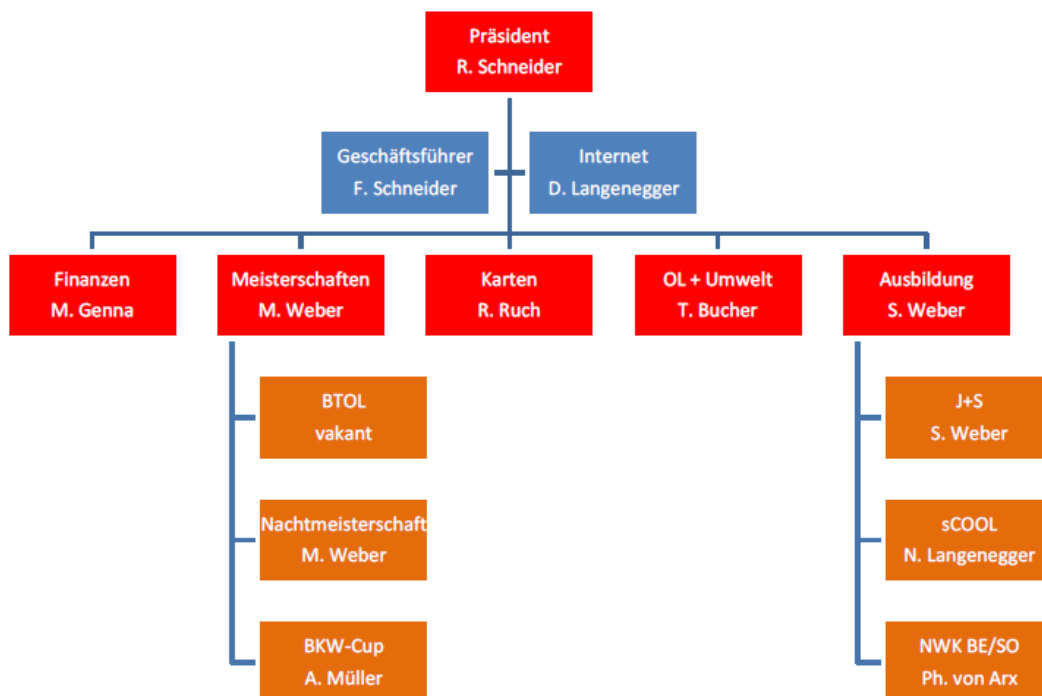 Präsident
R. Schneider
Geschäftsführer
F. Schneider
Internet
D. Langenegger
Finanzen
M. Genna
Meisterschaften
M. Weber
Karten
R. Ruch
OL + Umwelt
T. Bucher
Ausbildung
S. Weber
BTOL
vakant
Nachtmeisterschaft
M. Weber
BKW-Cup
A. Müller
J+S
S. Weber
sCOOL
N. Langenegger
NWK BE/SO
Ph. von Arx